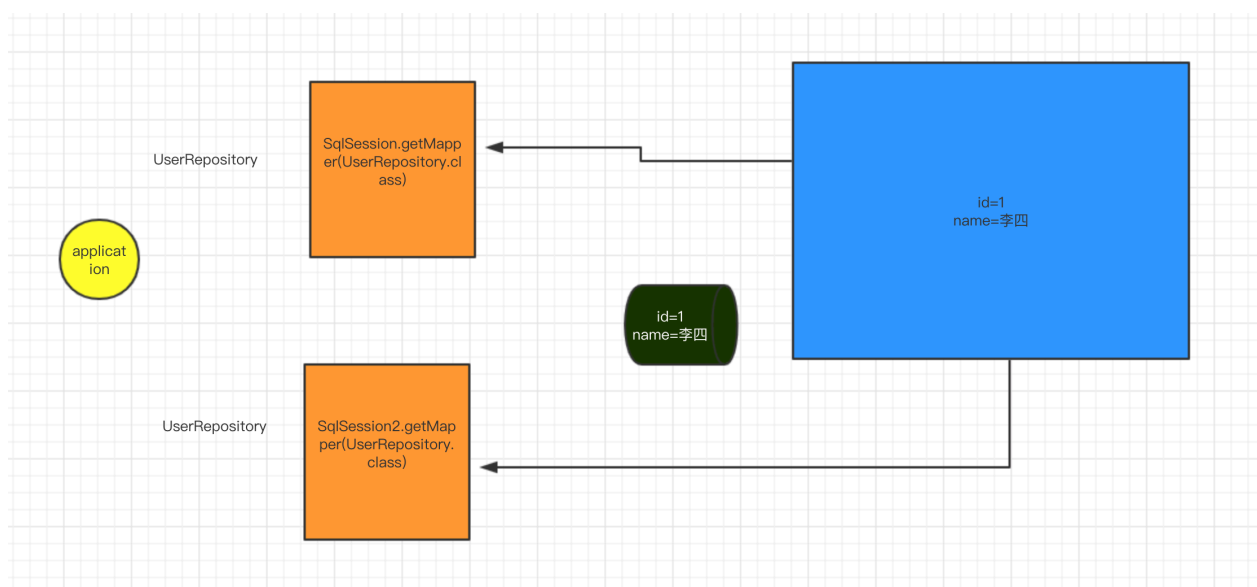 UserRepository
SqlSession.getMapp
er(UserRepository.cl
ass)
id=1
name=李四
applicat
ion
id=1
name=李四
UserRepository
SqlSession2.getMap
per(UserRepository.
class)